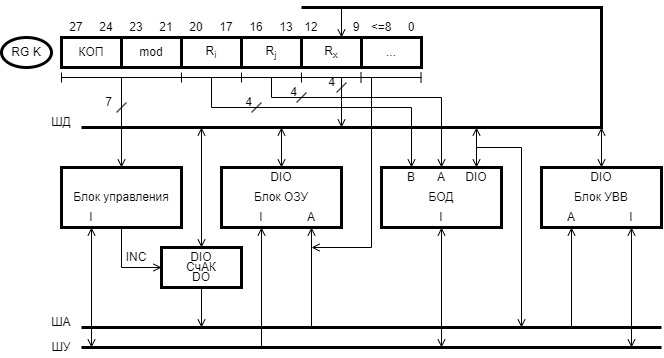 27 24 23 21 20 17 16 13 12 9 <=8 0
RG K КОП mod Ri Rj Rx ...
4
4
7 4
ШД
DIO B A DIO DIO
Блок управления Блок ОЗУ БОД Блок УВВ
I I A I A I
INC DIO
СчАК
DO
ША
ШУ